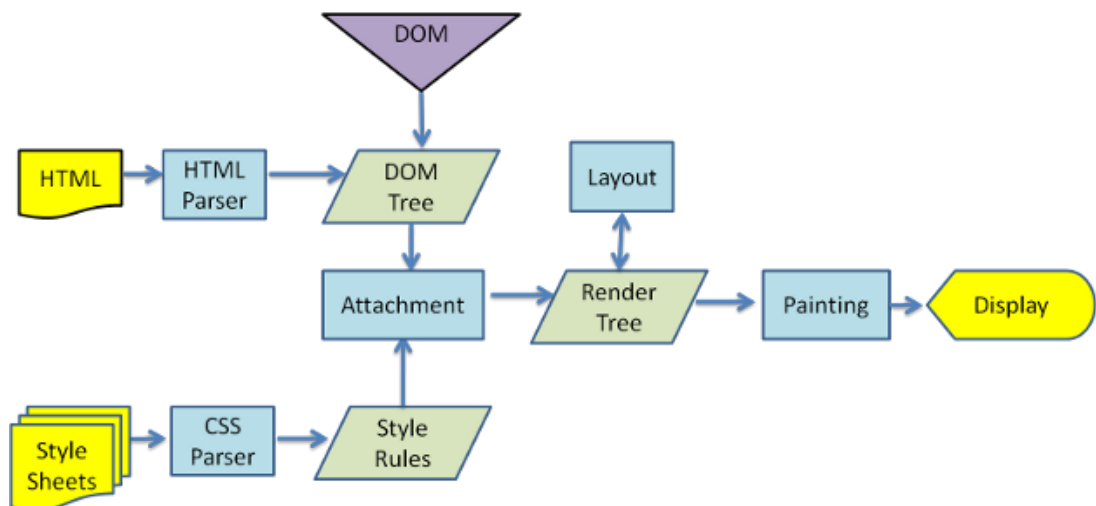 DOM
HTML
HTML
Parser
DOM
Tree
Layout
Attachment
Render
Tree
Painting
Display
Style
Sheets
CSS
Parser
Style
Rules